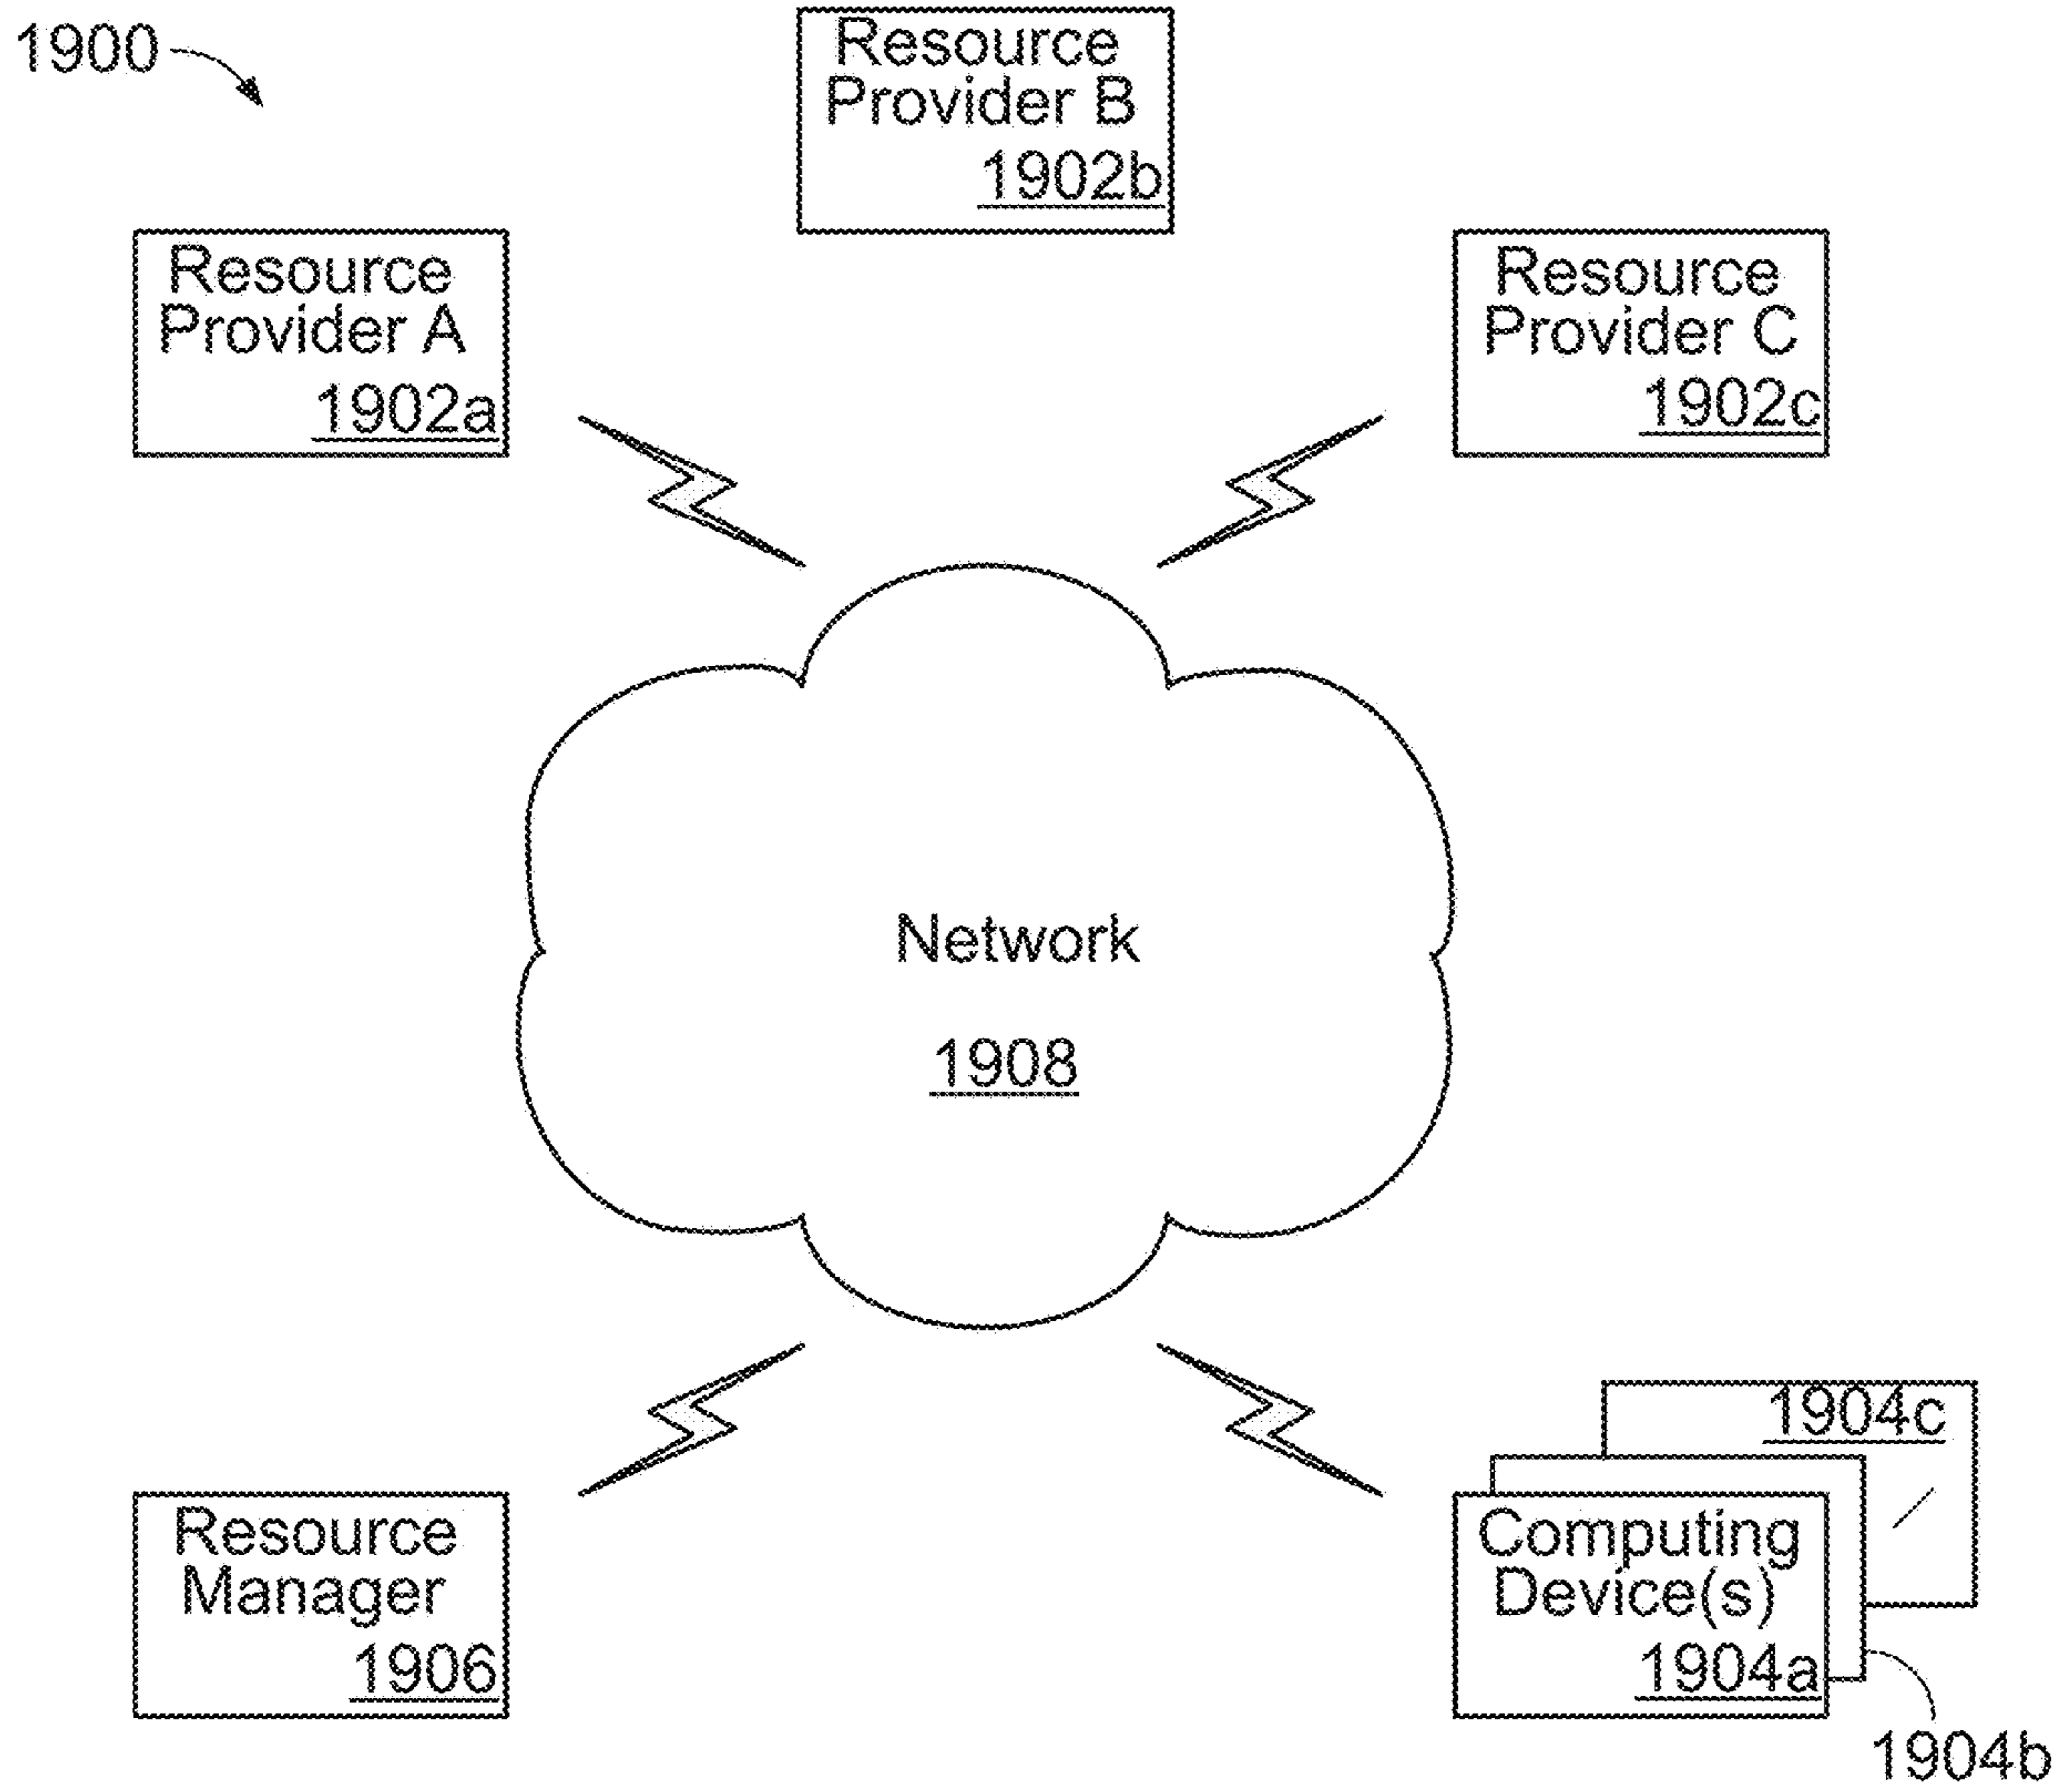 1900
Resource
Provider B
1902b
Resource
Provider A
1902a
Resource
Provider C
1902c
Network
1908
Resource
Manager
1906
1904c
Computing
Device(s)
1904a
1904b